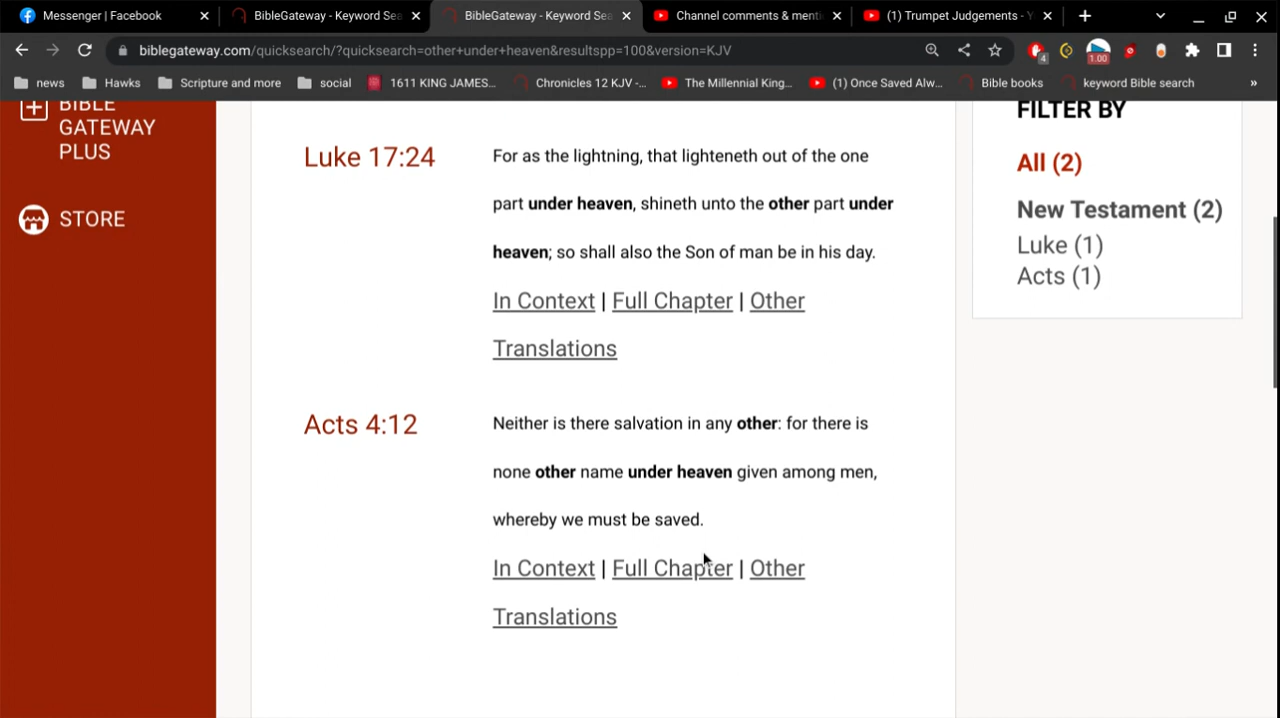 Messenger | Facebook
BibleGateway - Keyword Sea
BibleGateway - Keyword Sea
Channel comments & menti
(1) Trumpet Judgements - Y
biblegateway.com/quicksearch/?quicksearch=other+under+heaven&resultspp=100&version=KJV
4
1.00
news
Hawks
Scripture and more
social
1611 KING JAMES...
Chronicles 12 KJV -...
The Millennial King...
(1) Once Saved Alw...
Bible books
keyword Bible search
»
BIBLE
GATEWAY
PLUS
STORE
Luke 17:24
For as the lightning, that lighteneth out of the one
part under heaven, shineth unto the other part under
heaven; so shall also the Son of man be in his day.
In Context | Full Chapter | Other
Translations
Acts 4:12
Neither is there salvation in any other: for there is
none other name under heaven given among men,
whereby we must be saved.
In Context | Full Chapter | Other
Translations
FILTER BY
All (2)
New Testament (2)
Luke (1)
Acts (1)